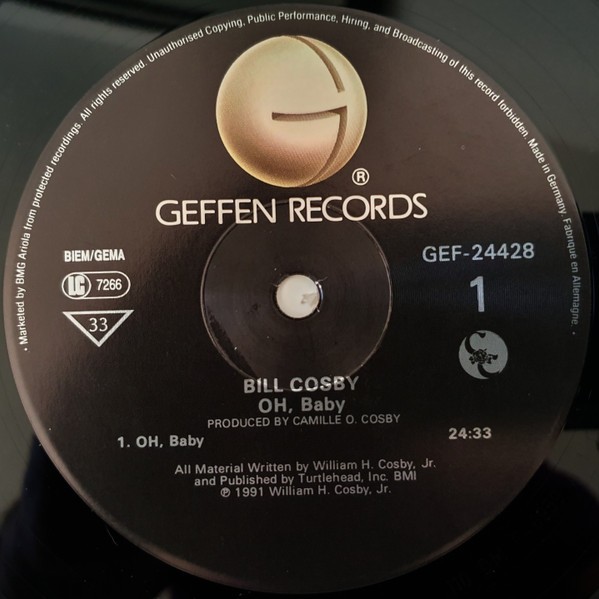 • Marketed by BMG Ariola from protected recordings. All rights reserved. Unauthorised Copying, Public Performance, Hiring, and Broadcasting of this record forbidden. Made in Germany. Fabriqué en Allemagne. •
G
®
GEFFEN RECORDS
BIEM/GEMA
LC 7266
33
GEF-24428
1
BILL COSBY
OH, Baby
PRODUCED BY CAMILLE O. COSBY
1. OH, Baby 24:33
All Material Written by William H. Cosby, Jr.
and Published by Turtlehead, Inc. BMI
℗ 1991 William H. Cosby, Jr.